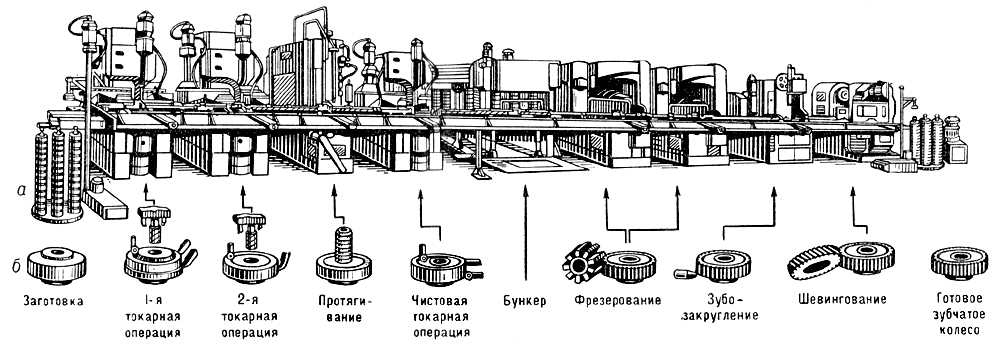 а
б
Заготовка
1-я
токарная
операция
2-я
токарная
операция
Протяги-
вание
Чистовая
токарная
операция
Бункер
Фрезерование
Зубо-
закругление
Шевингование
Готовое
зубчатое
колесо